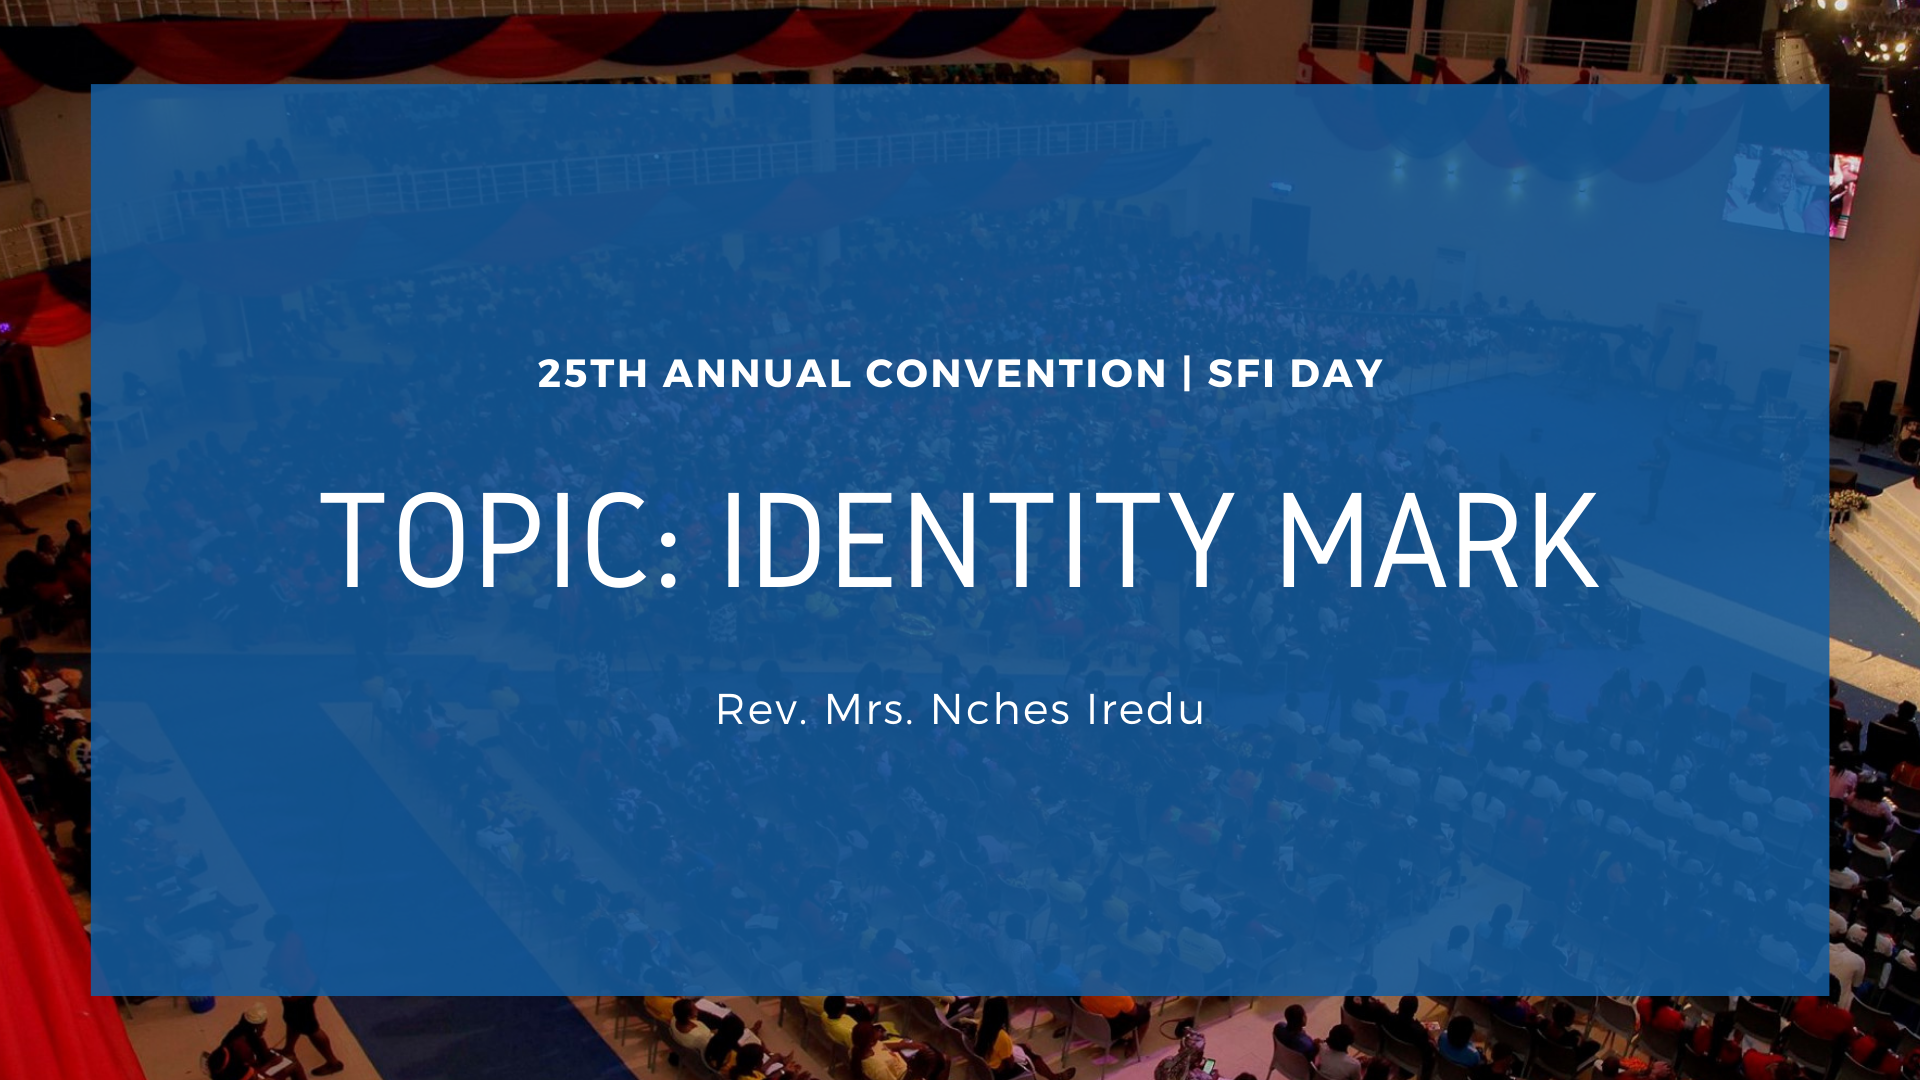 25TH ANNUAL CONVENTION | SFI DAY
TOPIC: IDENTITY MARK
Rev. Mrs. Nches Iredu